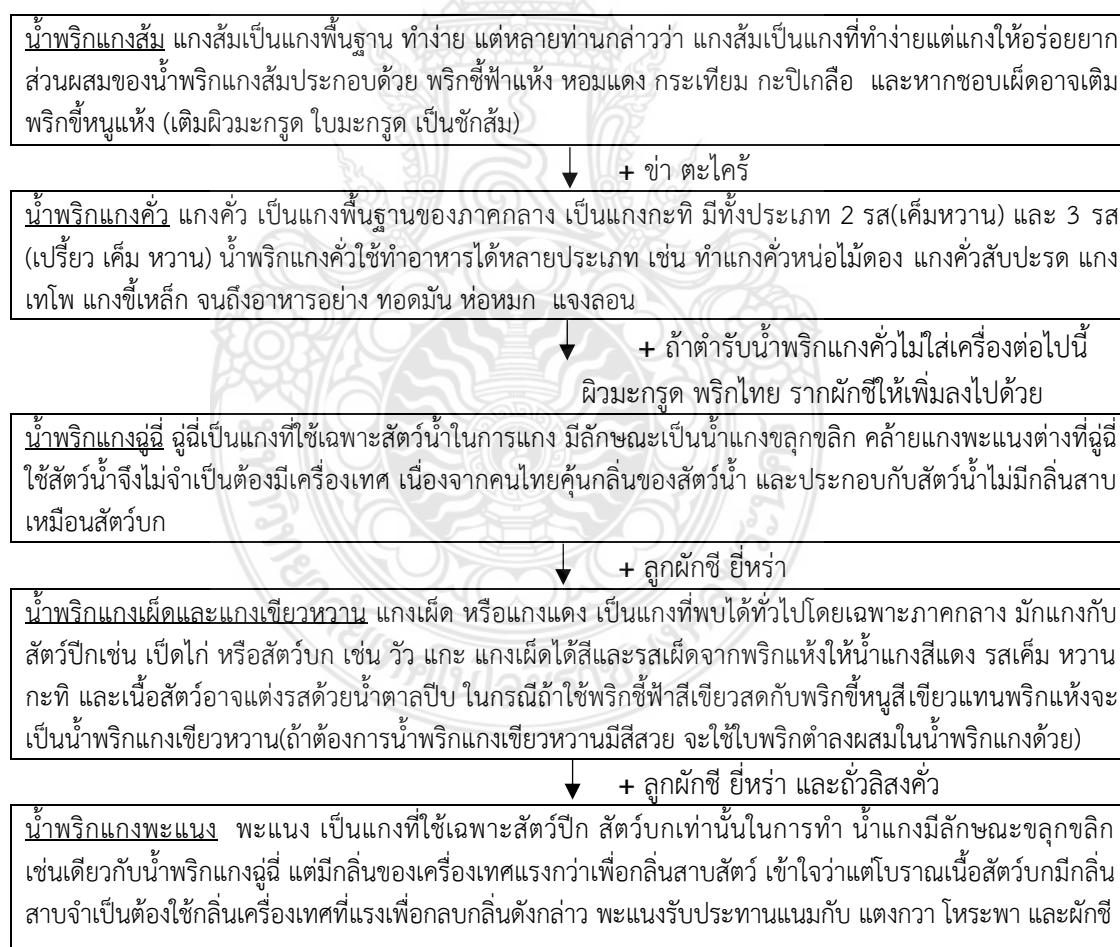 น้ำพริกแกงส้ม แกงส้มเป็นแกงพื้นฐาน ทำง่าย แต่หลายท่านกล่าวว่า แกงส้มเป็นแกงที่ทำง่ายแต่แกงให้อร่อยยาก
ส่วนผสมของน้ำพริกแกงส้มประกอบด้วย พริกชี้ฟ้าแห้ง หอมแดง กระเทียม กะปิเกลือ และหากชอบเผ็ดอาจเติม
พริกขี้หนูแห้ง (เติมผิวมะกรูด ใบมะกรูด เป็นชักส้ม)
+ ข่า ตะไคร้
น้ำพริกแกงคั่ว แกงคั่ว เป็นแกงพื้นฐานของภาคกลาง เป็นแกงกะทิ มีทั้งประเภท 2 รส(เค็มหวาน) และ 3 รส
(เปรี้ยว เค็ม หวาน) น้ำพริกแกงคั่วใช้ทำอาหารได้หลายประเภท เช่น ทำแกงคั่วหน่อไม้ดอง แกงคั่วสับปะรด แกง
เทโพ แกงขี้เหล็ก จนถึงอาหารอย่าง ทอดมัน ห่อหมก แจงลอน
+ ถ้าตำรับน้ำพริกแกงคั่วไม่ใส่เครื่องต่อไปนี้
ผิวมะกรูด พริกไทย รากผักชีให้เพิ่มลงไปด้วย
น้ำพริกแกงฉู่ฉี่ ฉู่ฉี่เป็นแกงที่ใช้เฉพาะสัตว์น้ำในการแกง มีลักษณะเป็นน้ำแกงขลุกขลิก คล้ายแกงพะแนงต่างที่ฉู่ฉี่
ใช้สัตว์น้ำจึงไม่จำเป็นต้องมีเครื่องเทศ เนื่องจากคนไทยคุ้นกลิ่นของสัตว์น้ำ และประกอบกับสัตว์น้ำไม่มีกลิ่นสาบ
เหมือนสัตว์บก
+ ลูกผักชี ยี่หร่า
น้ำพริกแกงเผ็ดและแกงเขียวหวาน แกงเผ็ด หรือแกงแดง เป็นแกงที่พบได้ทั่วไปโดยเฉพาะภาคกลาง มักแกงกับ
สัตว์ปีกเช่น เป็ดไก่ หรือสัตว์บก เช่น วัว แกะ แกงเผ็ดได้สีและรสเผ็ดจากพริกแห้งให้น้ำแกงสีแดง รสเค็ม หวาน
กะทิ และเนื้อสัตว์อาจแต่งรสด้วยน้ำตาลปีบ ในกรณีถ้าใช้พริกชี้ฟ้าสีเขียวสดกับพริกขี้หนูสีเขียวแทนพริกแห้งจะ
เป็นน้ำพริกแกงเขียวหวาน(ถ้าต้องการน้ำพริกแกงเขียวหวานมีสีสวย จะใช้ใบพริกตำลงผสมในน้ำพริกแกงด้วย)
+ ลูกผักชี ยี่หร่า และถั่วลิสงคั่ว
น้ำพริกแกงพะแนง พะแนง เป็นแกงที่ใช้เฉพาะสัตว์ปีก สัตว์บกเท่านั้นในการทำ น้ำแกงมีลักษณะขลุกขลิก
เช่นเดียวกับน้ำพริกแกงฉู่ฉี่ แต่มีกลิ่นของเครื่องเทศแรงกว่าเพื่อกลิ่นสาบสัตว์ เข้าใจว่าแต่โบราณเนื้อสัตว์บกมีกลิ่น
สาบจำเป็นต้องใช้กลิ่นเครื่องเทศที่แรงเพื่อกลบกลิ่นดังกล่าว พะแนงรับประทานแนมกับ แตงกวา โหระพา และผักชี